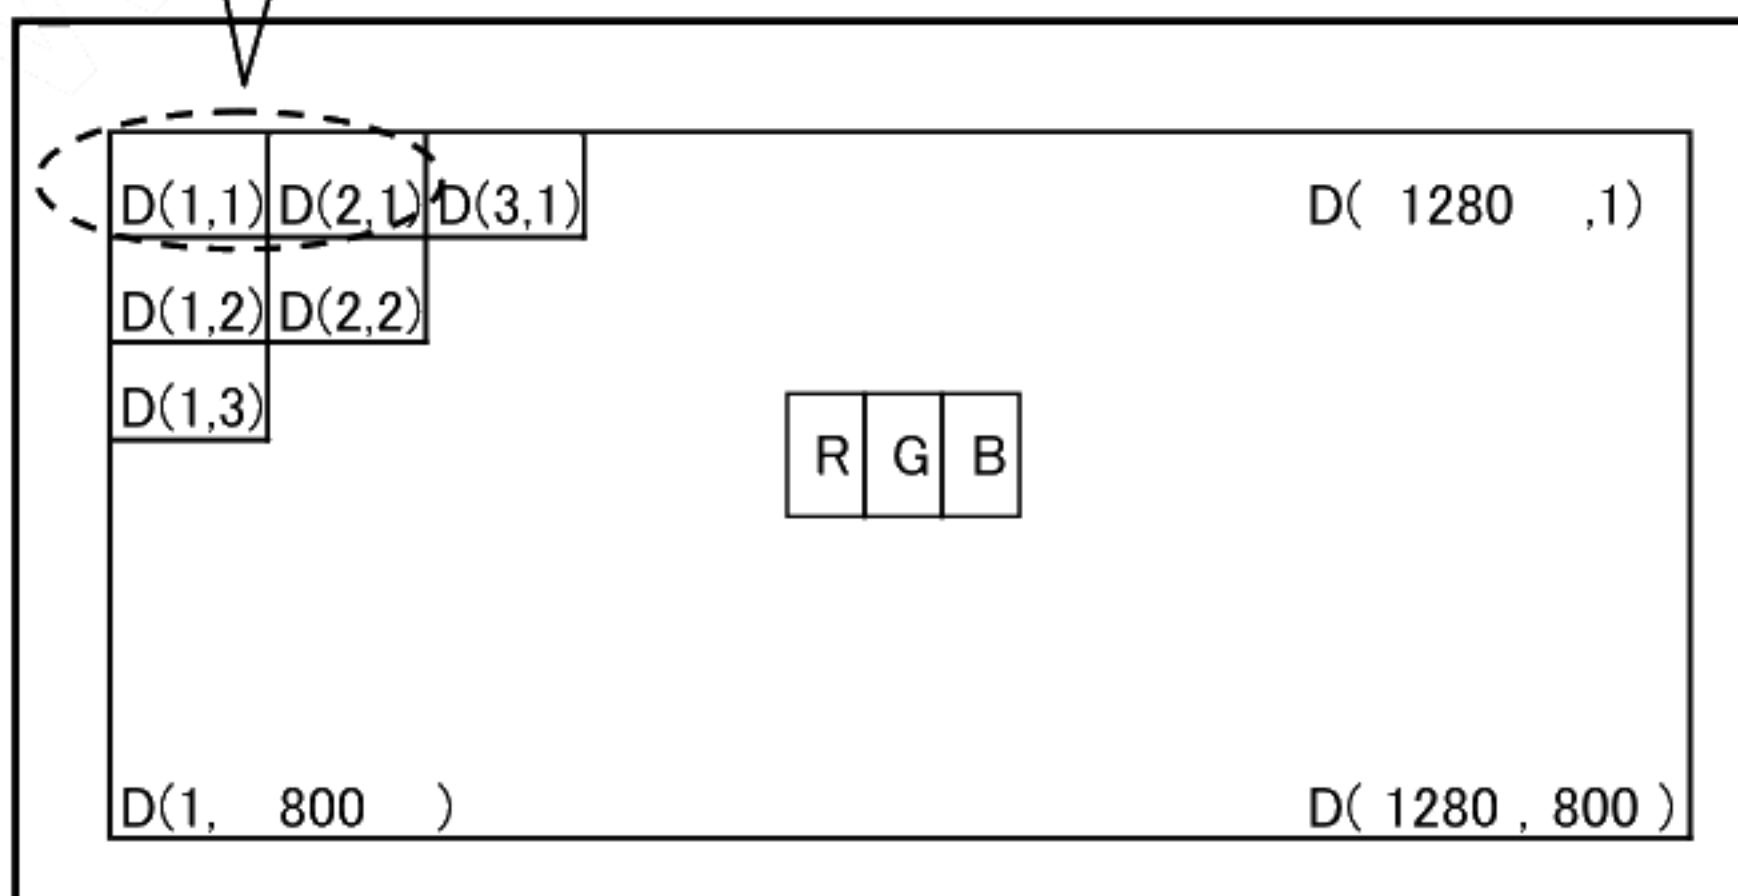 D(1,1) D(2,1) D(3,1) D( 1280 ,1)
D(1,2) D(2,2)
D(1,3)
R G B
D(1, 800 ) D( 1280 , 800 )